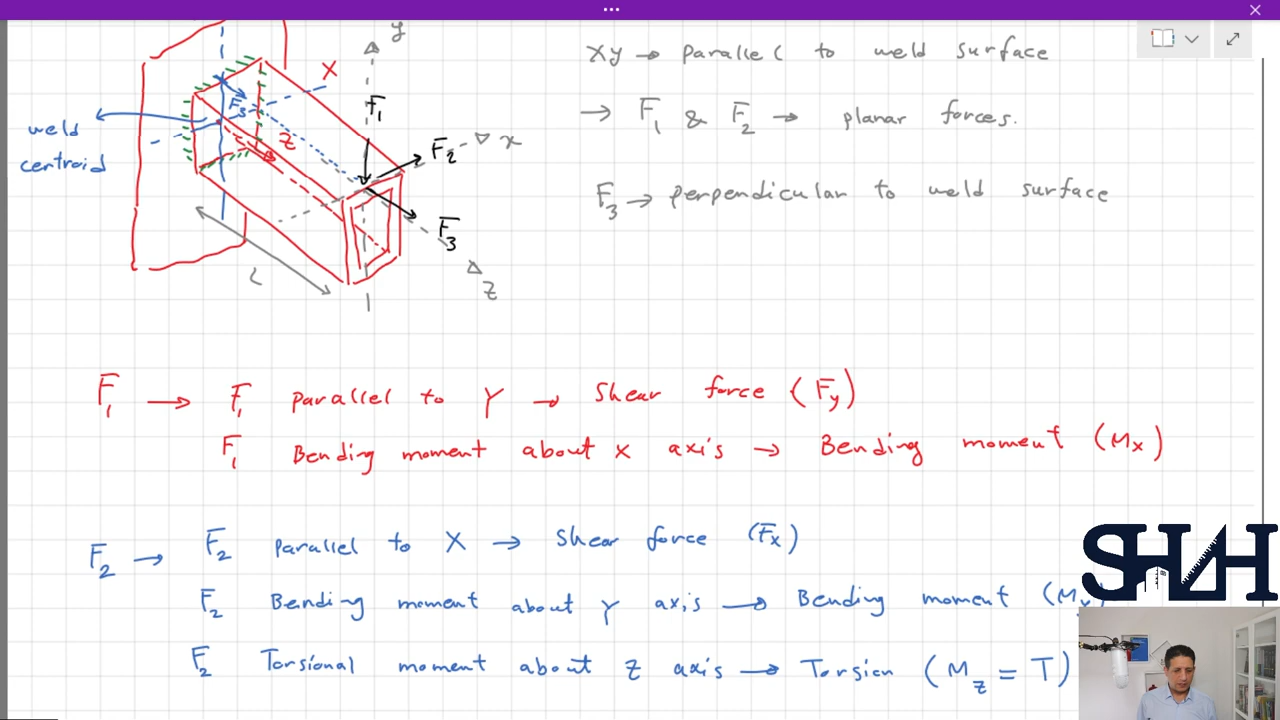 y
X
F1
F3
weld
centroid
Z
F2
x
F3
L
Z
xy → parallel to weld surface
→ F1 & F2 → planar forces.
F3 → perpendicular to weld surface
F1 → F1 parallel to Y → Shear force (Fy)
F1 Bending moment about x axis → Bending moment (Mx)
F2 → F2 parallel to X → Shear force (Fx)
F2 Bending moment about Y axis → Bending moment (My)
F2 Torsional moment about Z axis → Torsion (Mz = T)